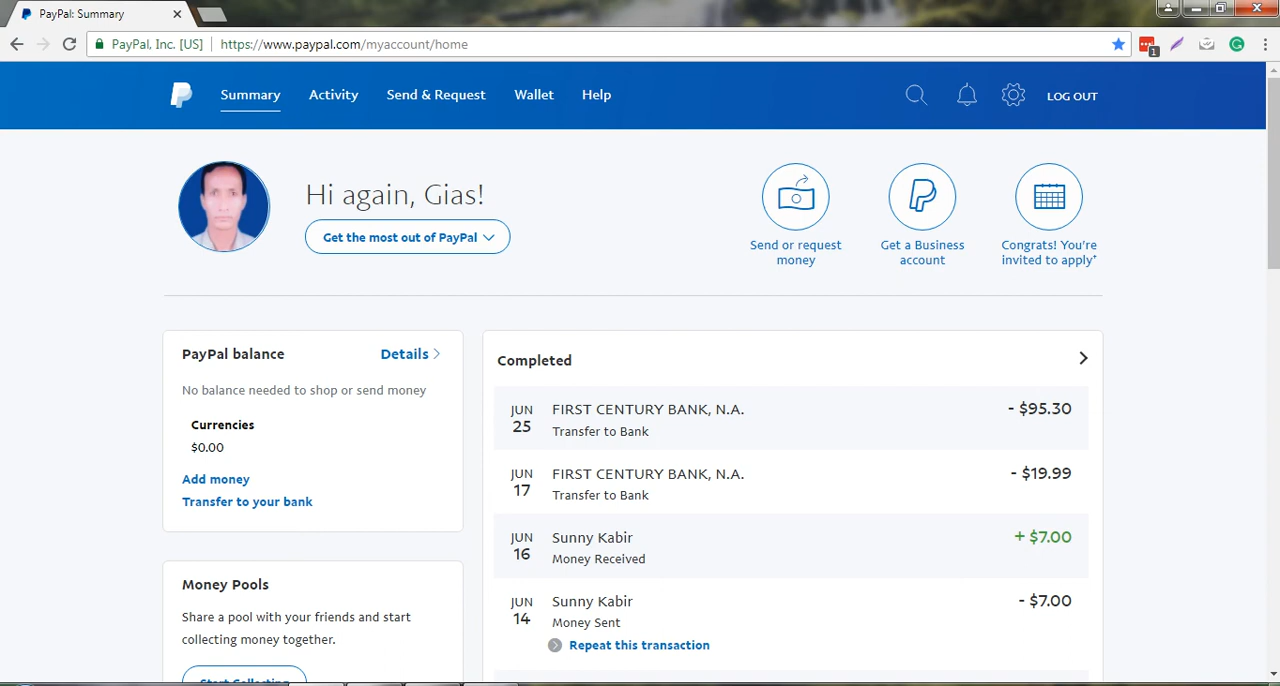 PayPal: Summary
PayPal, Inc. [US] https://www.paypal.com/myaccount/home
1
Summary Activity Send & Request Wallet Help LOG OUT
Hi again, Gias!
Get the most out of PayPal
Send or request
money
Get a Business
account
Congrats! You're
invited to apply*
PayPal balance Details
No balance needed to shop or send money
Currencies
$0.00
Add money
Transfer to your bank
Money Pools
Share a pool with your friends and start
collecting money together.
Start Collecting
Completed
JUN
25
FIRST CENTURY BANK, N.A.
Transfer to Bank
- $95.30
JUN
17
FIRST CENTURY BANK, N.A.
Transfer to Bank
- $19.99
JUN
16
Sunny Kabir
Money Received
+ $7.00
JUN
14
Sunny Kabir
Money Sent
- $7.00
Repeat this transaction